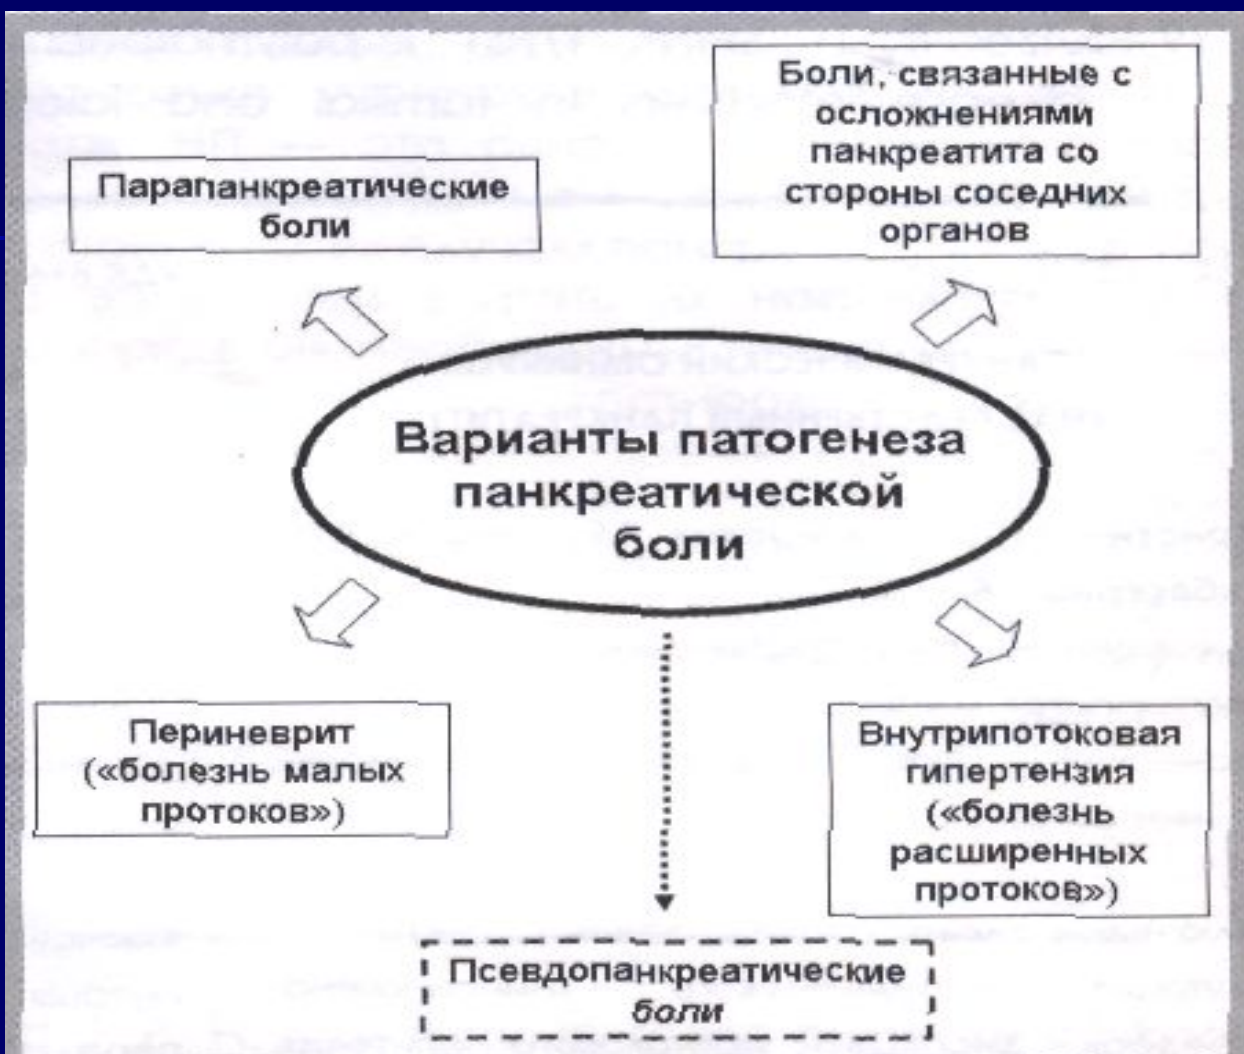 Парапанкреатические
боли
Боли, связанные с
осложнениями
панкреатита со
стороны соседних
органов
Варианты патогенеза
панкреатической
боли
Периневрит
(«болезнь малых
протоков»)
Внутрипотоковая
гипертензия
(«болезнь
расширенных
протоков»)
Псевдопанкреатические
боли